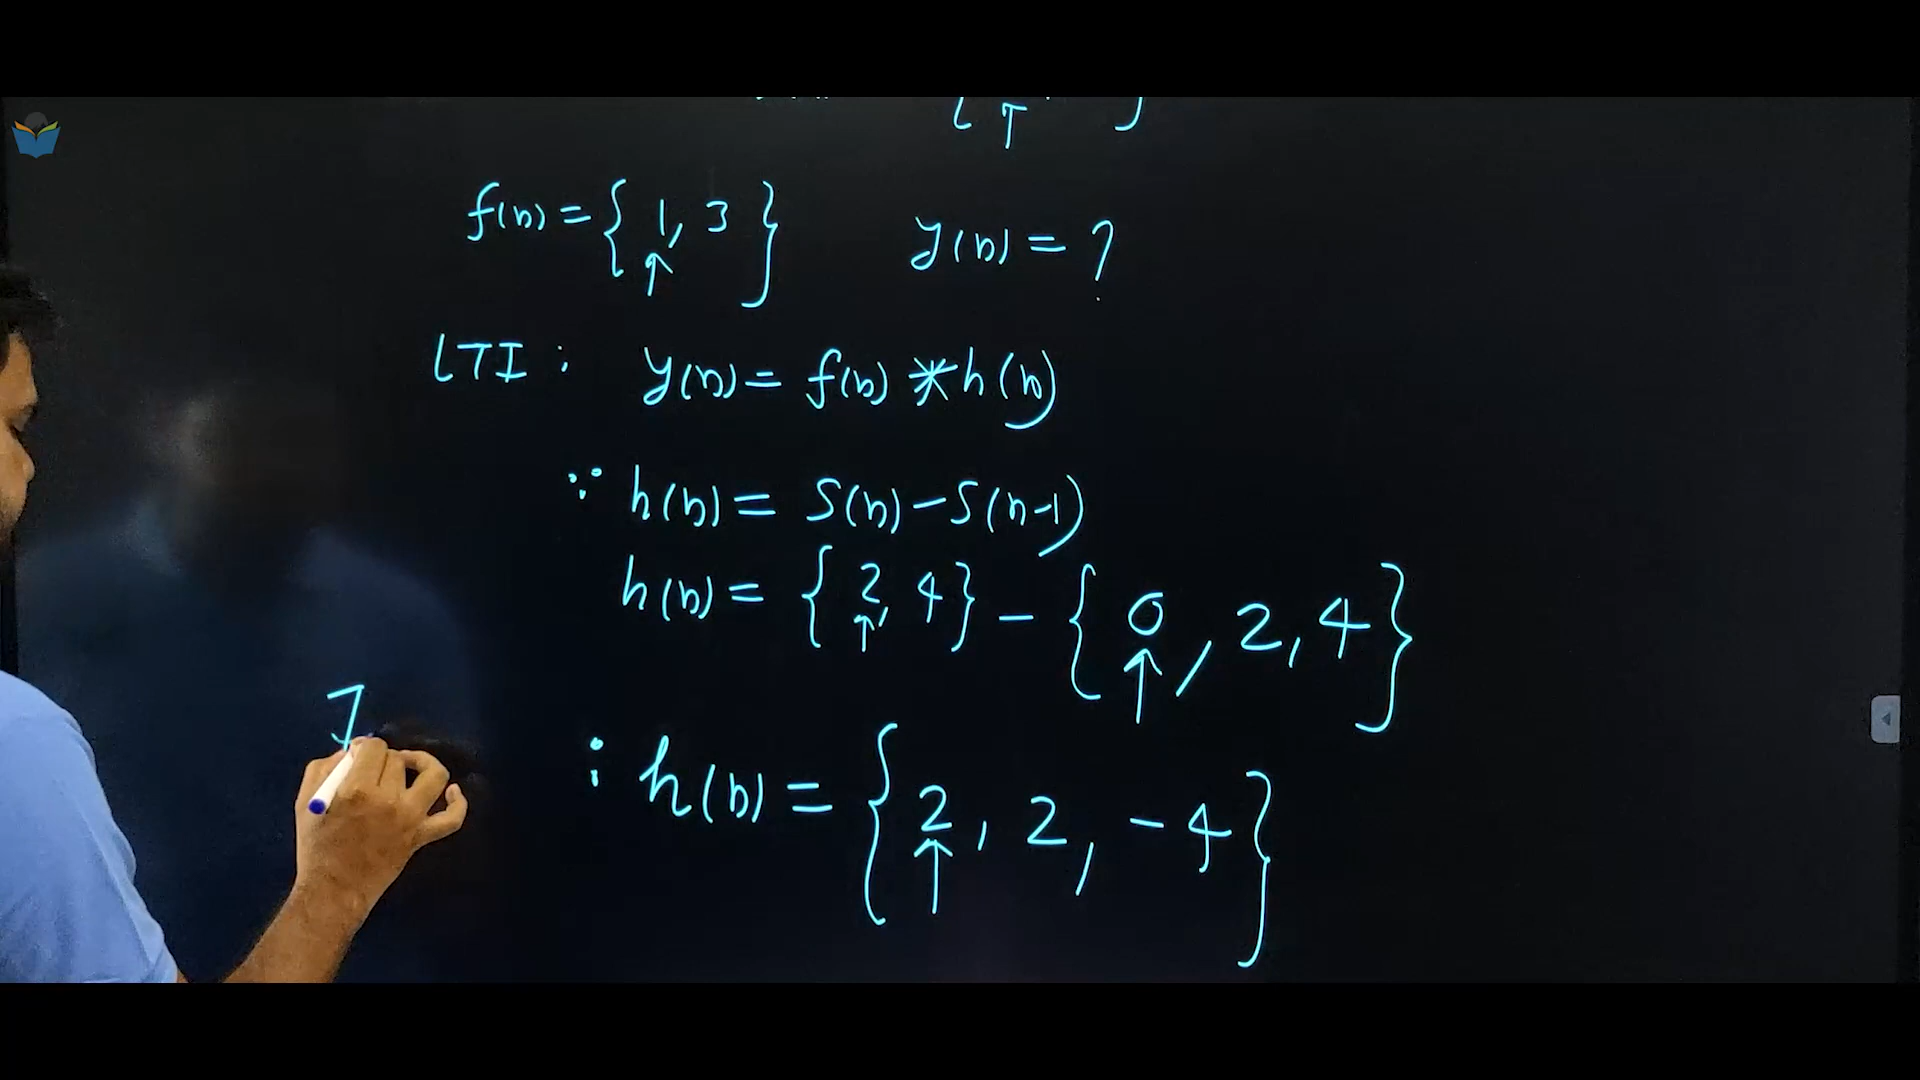 f(n) = { 1, 3 } y(n) = ?
↑
LTI : y(n) = f(n) * h(n)
∵ h(n) = S(n) - S(n-1)
h(n) = { 2, 4 } - { 0, 2, 4 }
↑ ↑
: h(n) = { 2, 2, -4 }
↑